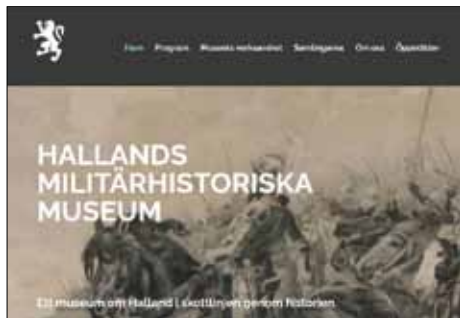 Hem Program Museets verksamhet Samlingarna Om oss Öppettider
HALLANDS
MILITÄRHISTORISKA
MUSEUM
Ett museum om Halland i skottlinjen genom historien